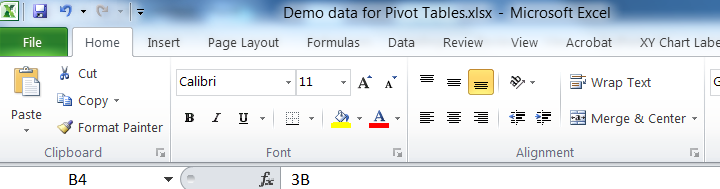 Demo data for Pivot Tables.xlsx - Microsoft Excel
File Home Insert Page Layout Formulas Data Review View Acrobat XY Chart Labe
Cut
Copy
Format Painter
Paste
Clipboard
Calibri 11 A A
B I U A
Font
Wrap Text
Merge & Center
Alignment
G
B4 fx 3B